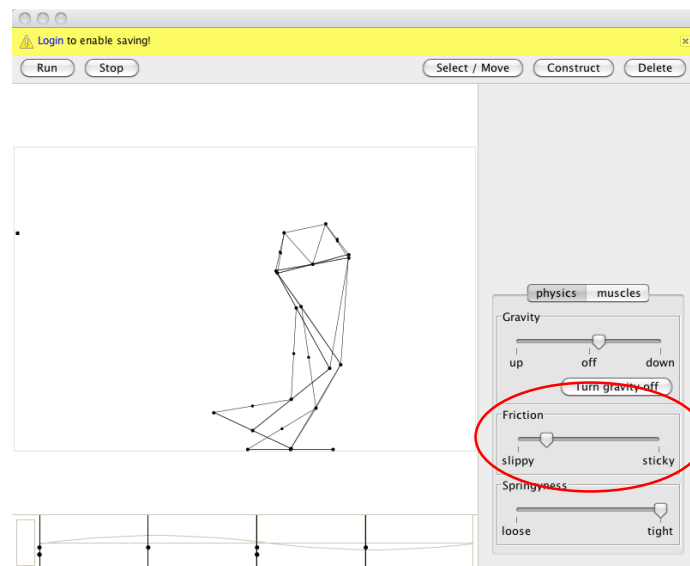 Login to enable saving!
Run Stop Select / Move Construct Delete
physics muscles
Gravity
up off down
Turn gravity off
Friction
slippy sticky
Springyness
loose tight